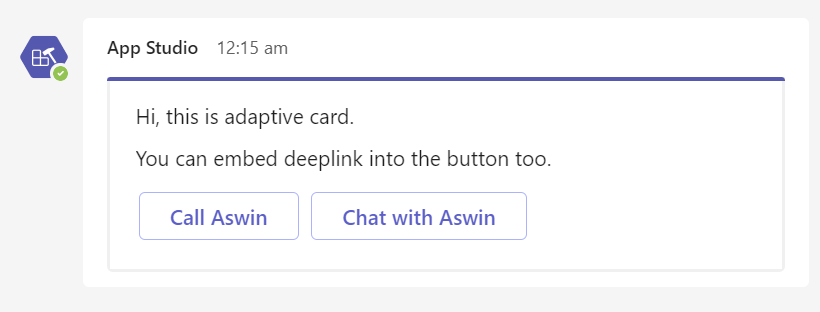 App Studio 12:15 am
Hi, this is adaptive card.
You can embed deeplink into the button too.
Call Aswin Chat with Aswin